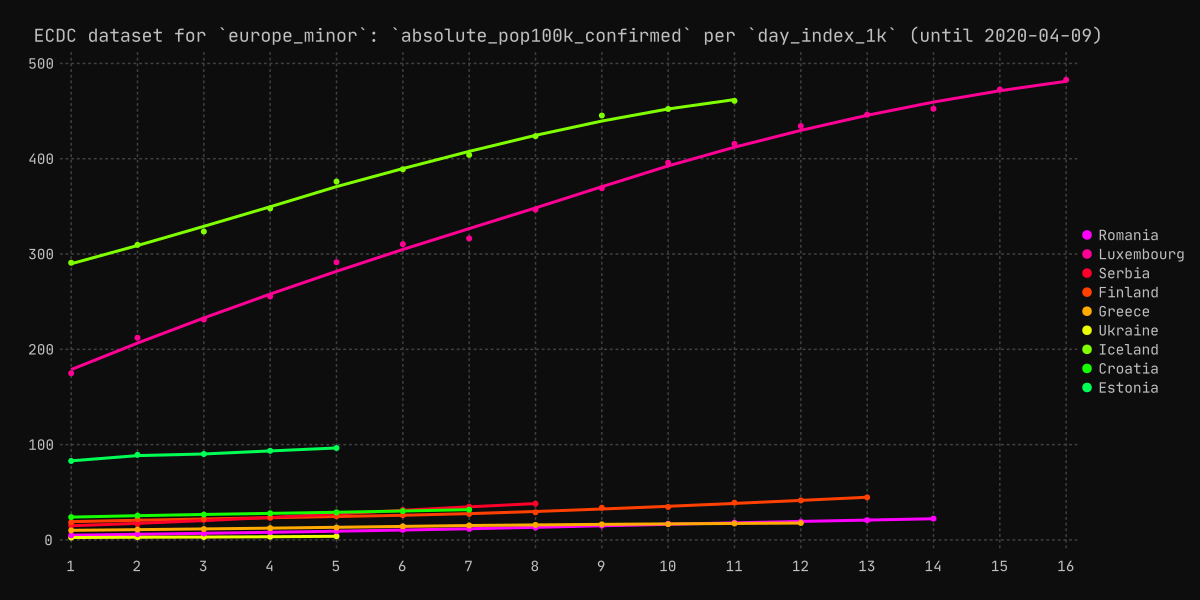 ECDC dataset for `europe_minor`: `absolute_pop100k_confirmed` per `day_index_1k` (until 2020-04-09)
500
400
300
200
100
0
1 2 3 4 5 6 7 8 9 10 11 12 13 14 15 16
Romania
Luxembourg
Serbia
Finland
Greece
Ukraine
Iceland
Croatia
Estonia